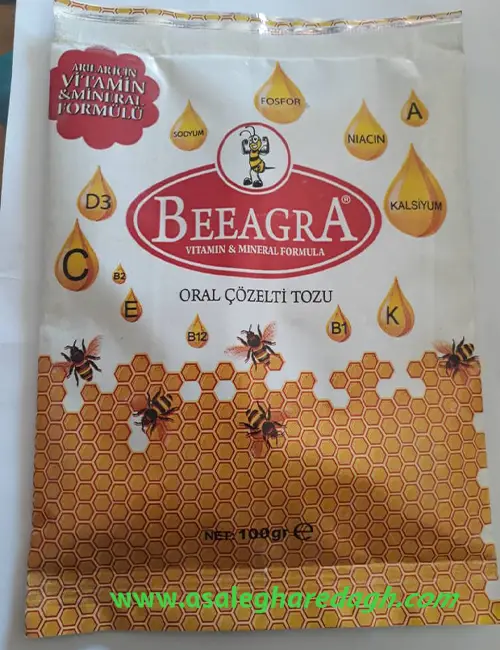 ARILAR İÇİN
VİTAMİN
&MİNERAL
FORMÜLÜ
FOSFOR
SODYUM
NIACIN
A
D3
KALSİYUM
BEEAGRA®
VITAMIN & MINERAL FORMULA
C
B2
E
ORAL ÇÖZELTİ TOZU
B12
B1
K
NET: 100gr ℮
www.asalegharedagh.com